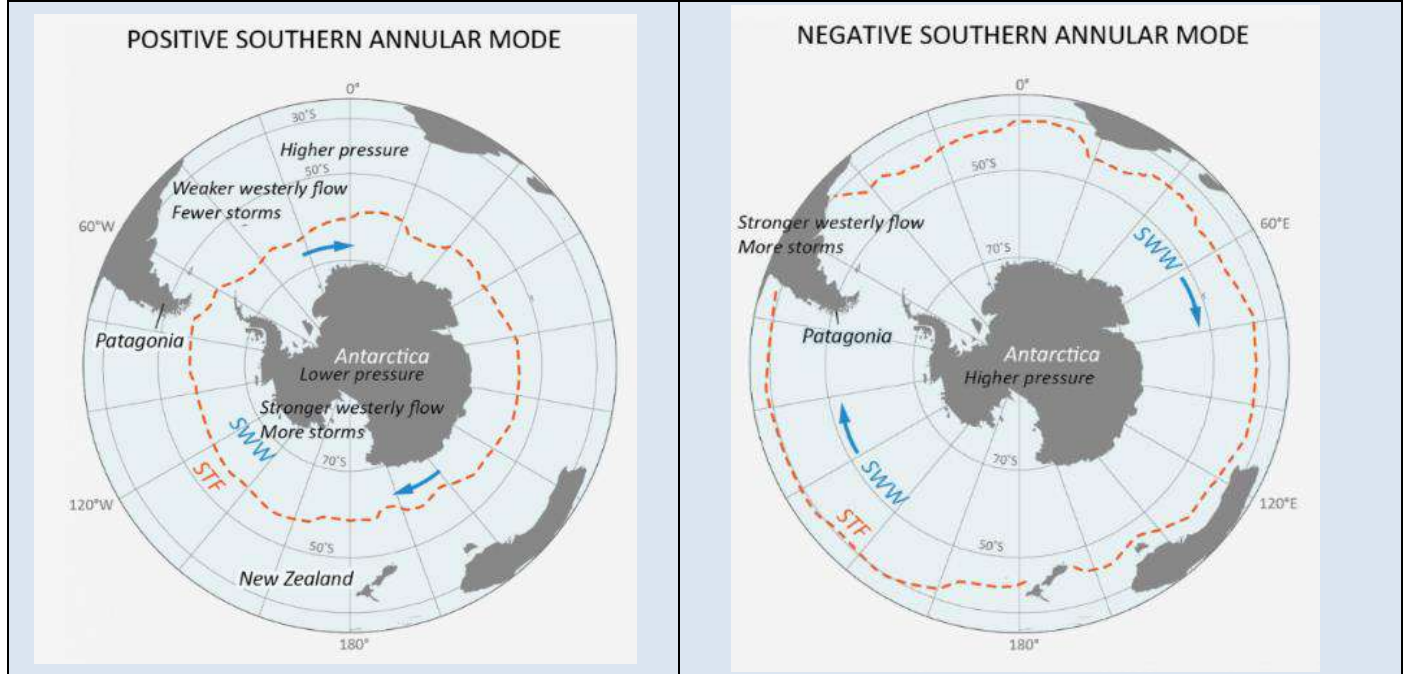 POSITIVE SOUTHERN ANNULAR MODE
0°
30°S
Higher pressure
50°S
Weaker westerly flow
Fewer storms
60°W
Patagonia
Antarctica
Lower pressure
Stronger westerly flow
More storms
SWW
STF
70°S
120°W
50°S
New Zealand
180°
NEGATIVE SOUTHERN ANNULAR MODE
0°
50°S
Stronger westerly flow
More storms
60°E
SWW
70°S
Patagonia
Antarctica
Higher pressure
SWW
70°S
STF
120°E
50°S
180°